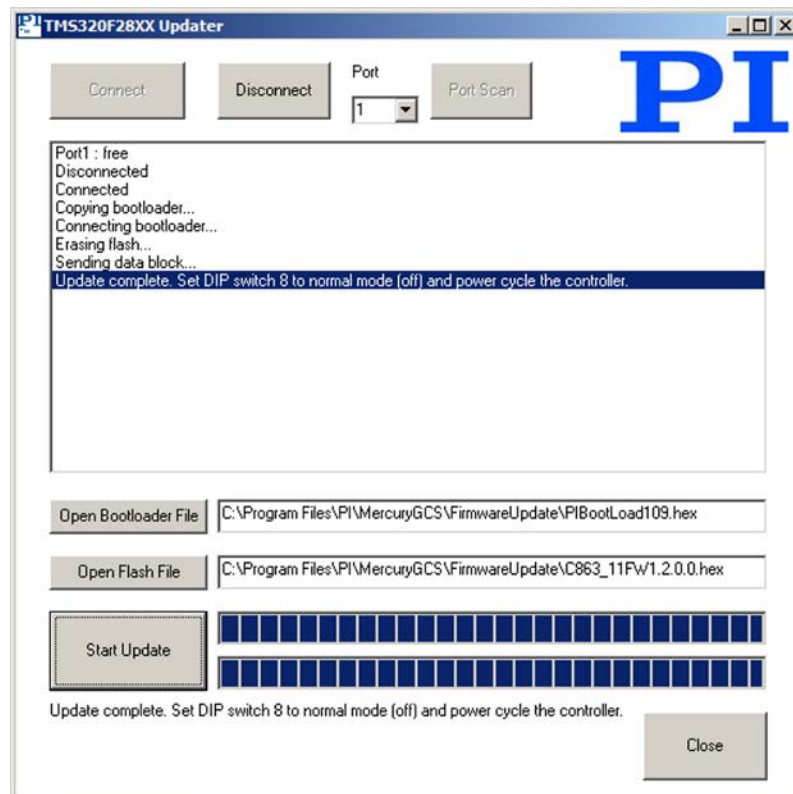 PI
TMS320F28XX Updater
Connect
Disconnect
Port
1
Port Scan
PI
Port1 : free
Disconnected
Connected
Copying bootloader...
Connecting bootloader...
Erasing flash...
Sending data block...
Update complete. Set DIP switch 8 to normal mode (off) and power cycle the controller.
Open Bootloader File
C:\Program Files\PI\MercuryGCS\FirmwareUpdate\PIBootLoad109.hex
Open Flash File
C:\Program Files\PI\MercuryGCS\FirmwareUpdate\C863_11FW1.2.0.0.hex
Start Update
Update complete. Set DIP switch 8 to normal mode (off) and power cycle the controller.
Close